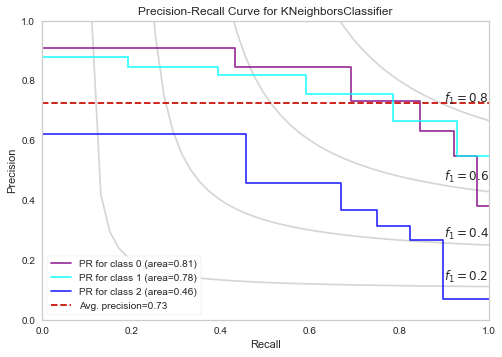 Precision-Recall Curve for KNeighborsClassifier
1.0
0.8
0.6
0.4
0.2
0.0
Precision
f₁=0.8
f₁=0.6
f₁=0.4
f₁=0.2
PR for class 0 (area=0.81)
PR for class 1 (area=0.78)
PR for class 2 (area=0.46)
Avg. precision=0.73
0.0 0.2 0.4 0.6 0.8 1.0
Recall